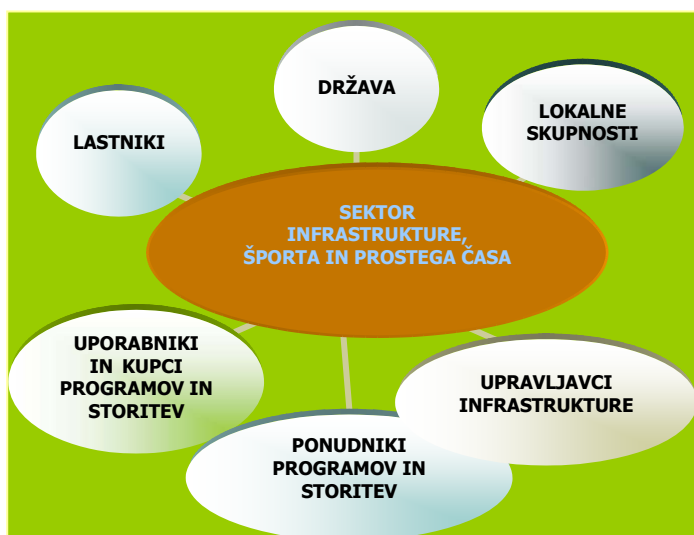 DRŽAVA
LASTNIKI
LOKALNE
SKUPNOSTI
SEKTOR
INFRASTRUKTURE,
ŠPORTA IN PROSTEGA ČASA
UPORABNIKI
IN KUPCI
PROGRAMOV IN
STORITEV
UPRAVLJAVCI
INFRASTRUKTURE
PONUDNIKI
PROGRAMOV IN
STORITEV